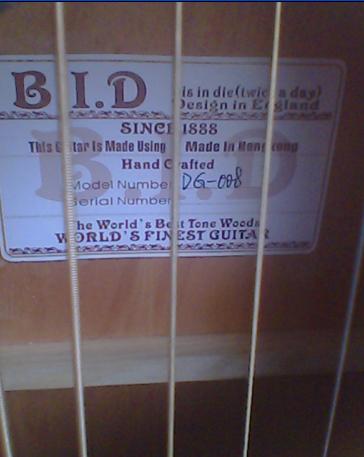 B.I.D
is in die(twice a day)
Design in England
SINCE 1888
This Guitar Is Made Using Made In Hongkong
Hand Crafted
Model Number DG-008
Serial Number
The World's Best Tone Woods
WORLD'S FINEST GUITAR